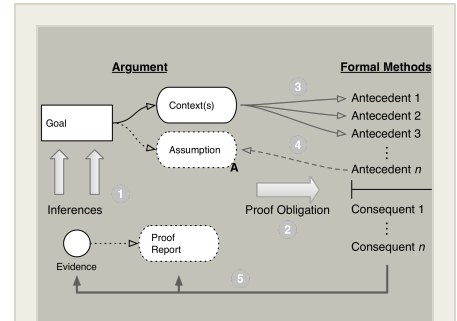 Argument
Formal Methods
Goal
Context(s)
Assumption
A
3
4
Antecedent 1
Antecedent 2
Antecedent 3
⋮
Antecedent n
Inferences
1
Proof Obligation
2
Consequent 1
⋮
Consequent n
Evidence
Proof
Report
5